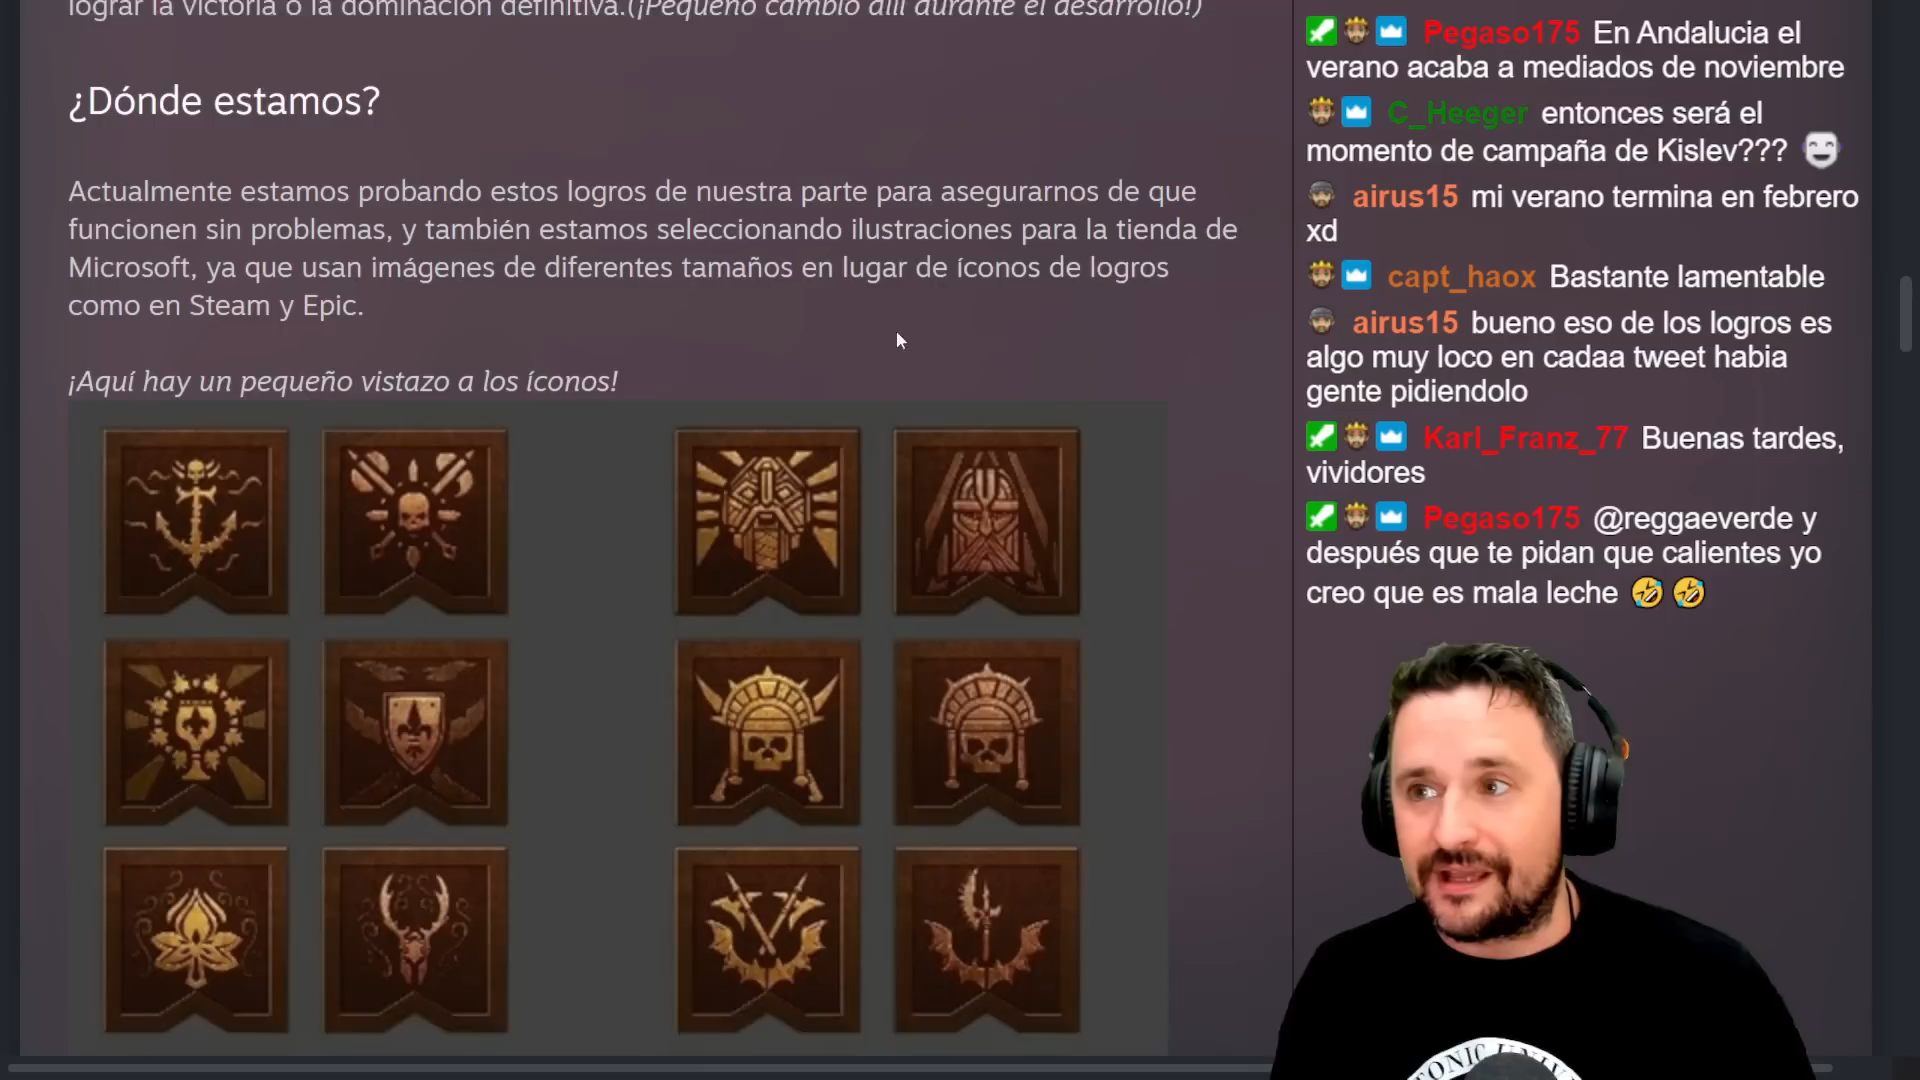 lograr la victoria o la dominación definitiva.(¡Pequeño cambio allí durante el desarrollo!)
¿Dónde estamos?
Actualmente estamos probando estos logros de nuestra parte para asegurarnos de que
funcionen sin problemas, y también estamos seleccionando ilustraciones para la tienda de
Microsoft, ya que usan imágenes de diferentes tamaños en lugar de íconos de logros
como en Steam y Epic.
¡Aquí hay un pequeño vistazo a los íconos!
Pegaso175 En Andalucia el
verano acaba a mediados de noviembre
C_Heeger entonces será el
momento de campaña de Kislev???
airus15 mi verano termina en febrero
xd
capt_haox Bastante lamentable
airus15 bueno eso de los logros es
algo muy loco en cadaa tweet habia
gente pidiendolo
Karl_Franz_77 Buenas tardes,
vividores
Pegaso175 @reggaeverde y
después que te pidan que calientes yo
creo que es mala leche